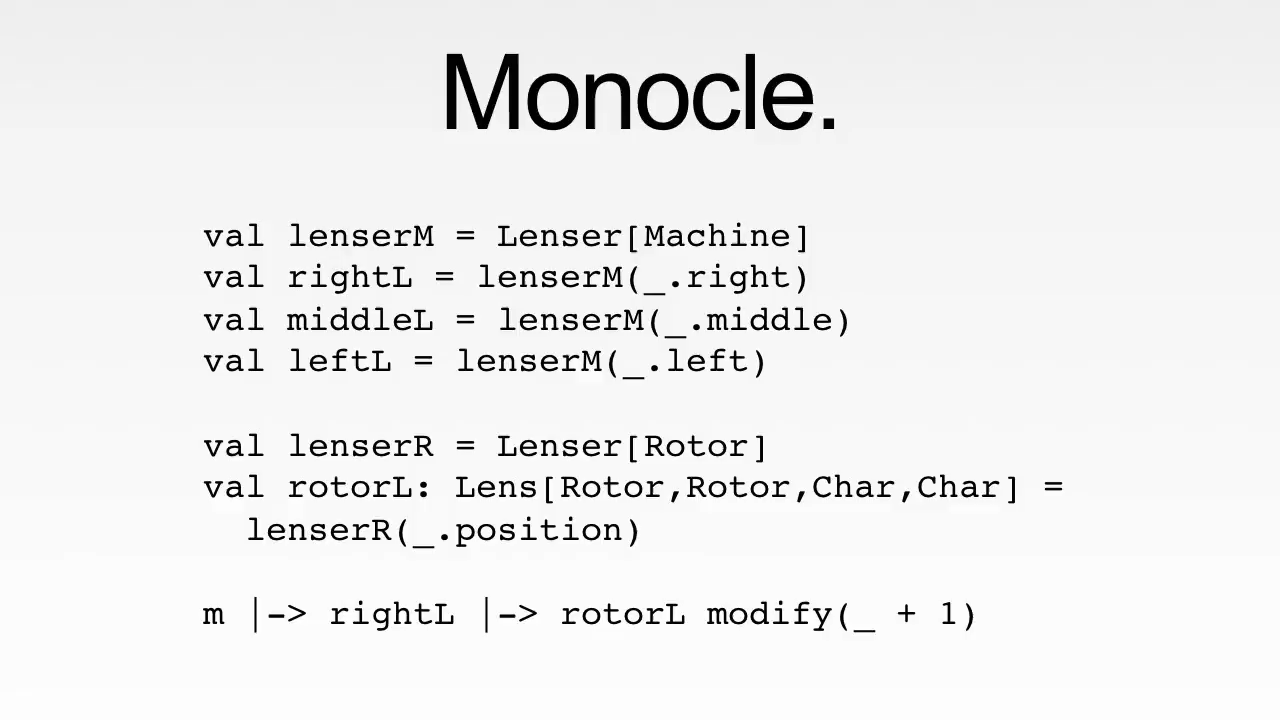 Monocle.
val lenserM = Lenser[Machine]
val rightL = lenserM(_.right)
val middleL = lenserM(_.middle)
val leftL = lenserM(_.left)
val lenserR = Lenser[Rotor]
val rotorL: Lens[Rotor,Rotor,Char,Char] =
lenserR(_.position)
m |-> rightL |-> rotorL modify(_ + 1)